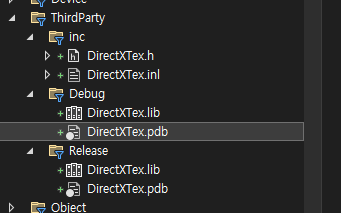 Device
ThirdParty
inc
DirectXTex.h
DirectXTex.inl
Debug
DirectXTex.lib
DirectXTex.pdb
Release
DirectXTex.lib
DirectXTex.pdb
Object